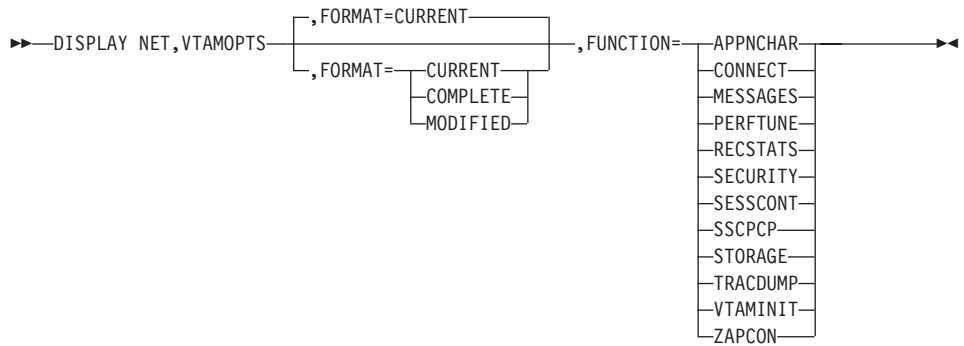 ,FORMAT=CURRENT
DISPLAY NET,VTAMOPTS ,FUNCTION= APPNCHAR
,FORMAT= CURRENT CONNECT
COMPLETE MESSAGES
MODIFIED PERFTUNE
RECSTATS
SECURITY
SESSCONT
SSCPCP
STORAGE
TRACDUMP
VTAMINIT
ZAPCON